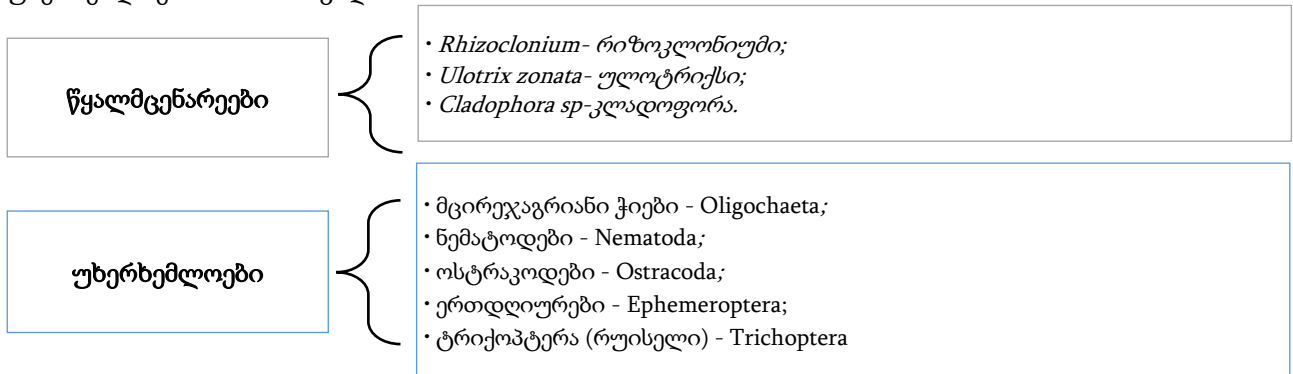 წყალმცენარეები
· Rhizoclonium- რიზოკლონიუმი;
· Ulotrix zonata- ულოტრიქსი;
· Cladophora sp-კლადოფორა.
უხერხემლოები
· მცირეჯაგრიანი ჭიები - Oligochaeta;
· ნემატოდები - Nematoda;
· ოსტრაკოდები - Ostracoda;
· ერთდღიურები - Ephemeroptera;
· ტრიქოპტერა (რუისელი) - Trichoptera